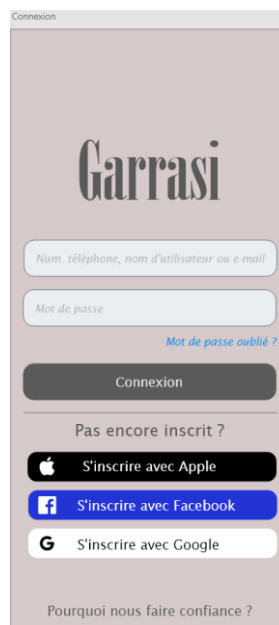 Connexion
Garrasi
Num. téléphone, nom d'utilisateur ou e-mail
Mot de passe
Mot de passe oublié ?
Connexion
Pas encore inscrit ?
S'inscrire avec Apple
S'inscrire avec Facebook
S'inscrire avec Google
Pourquoi nous faire confiance ?